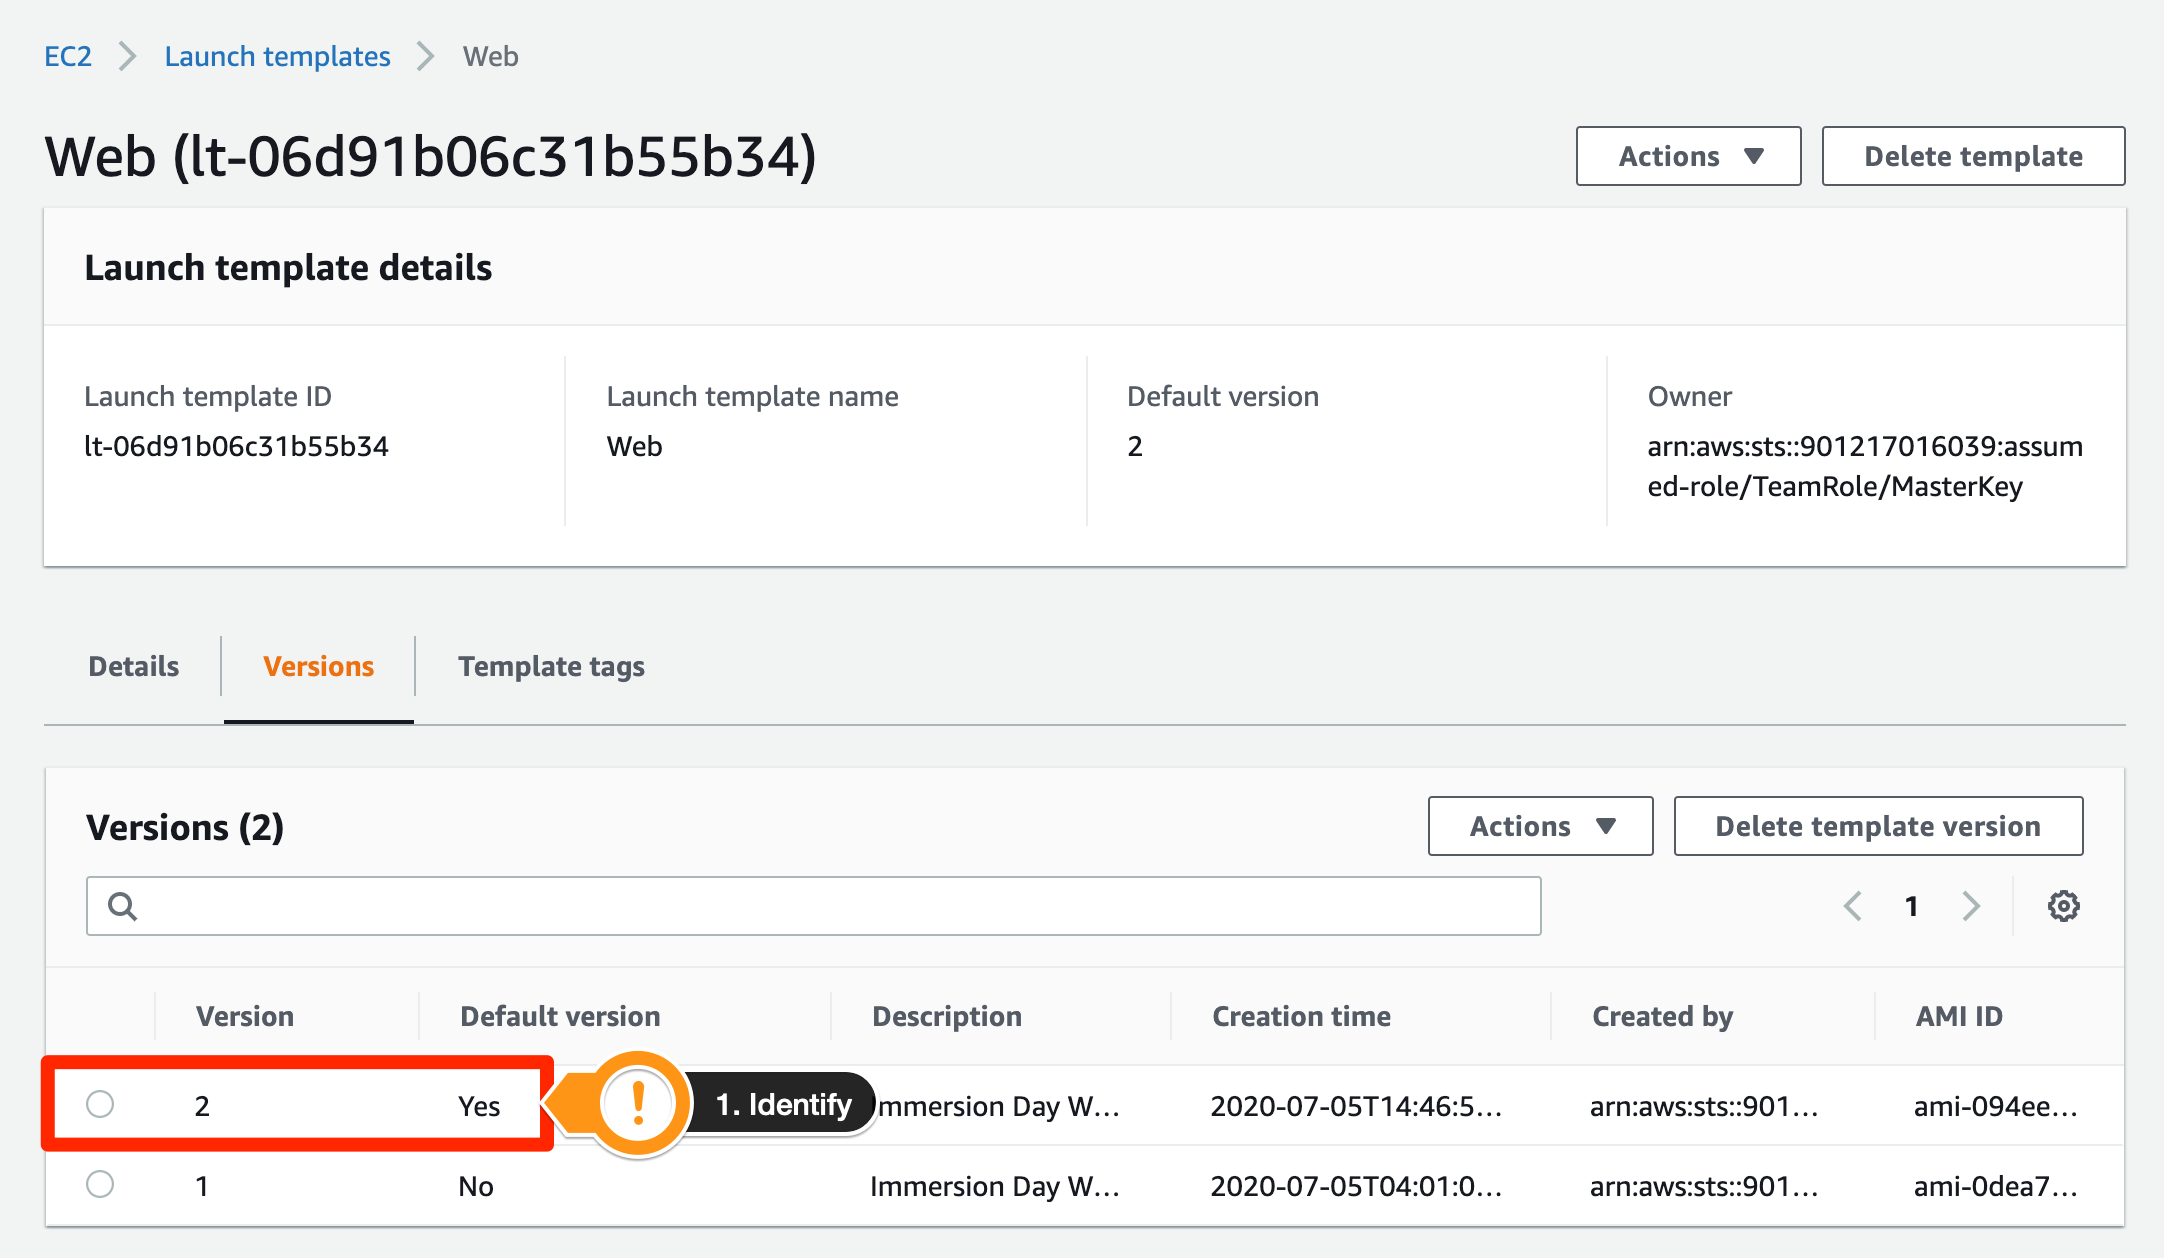 EC2 Launch templates Web
Web (lt-06d91b06c31b55b34)
Actions Delete template
Launch template details
Launch template ID Launch template name Default version Owner
lt-06d91b06c31b55b34 Web 2 arn:aws:sts::901217016039:assum
ed-role/TeamRole/MasterKey
Details Versions Template tags
Versions (2) Actions Delete template version
1
Version Default version Description Creation time Created by AMI ID
2 Yes ! 1. Identify Immersion Day W... 2020-07-05T14:46:5... arn:aws:sts::901... ami-094ee...
1 No Immersion Day W... 2020-07-05T04:01:0... arn:aws:sts::901... ami-0dea7...